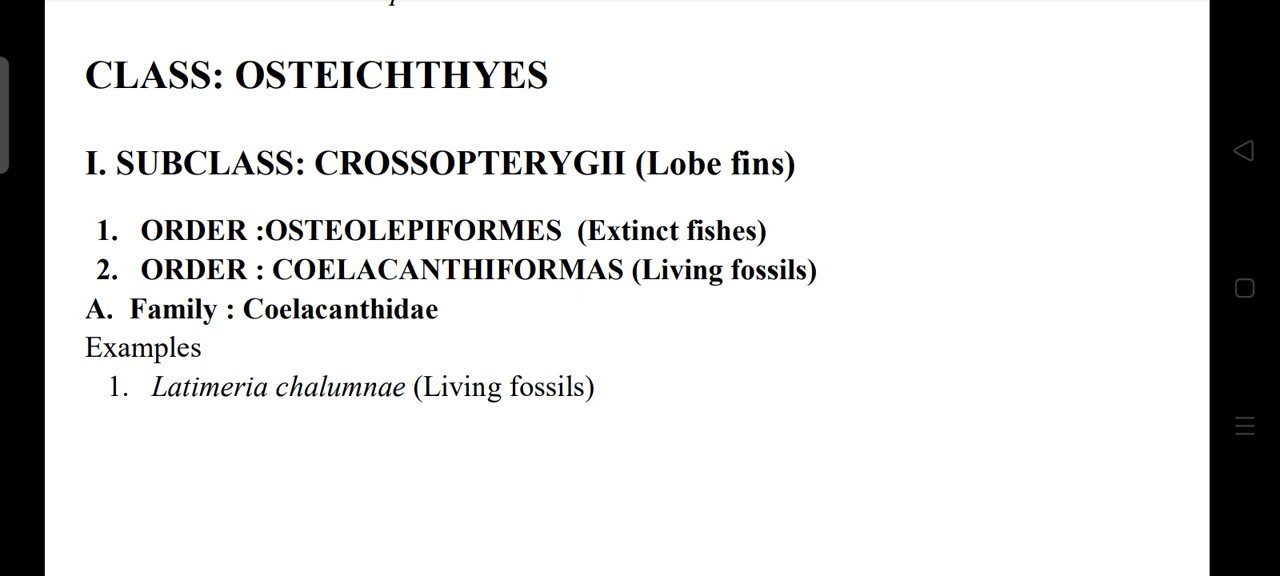 CLASS: OSTEICHTHYES
I. SUBCLASS: CROSSOPTERYGII (Lobe fins)
1. ORDER :OSTEOLEPIFORMES (Extinct fishes)
2. ORDER : COELACANTHIFORMAS (Living fossils)
A. Family : Coelacanthidae
Examples
1. Latimeria chalumnae (Living fossils)